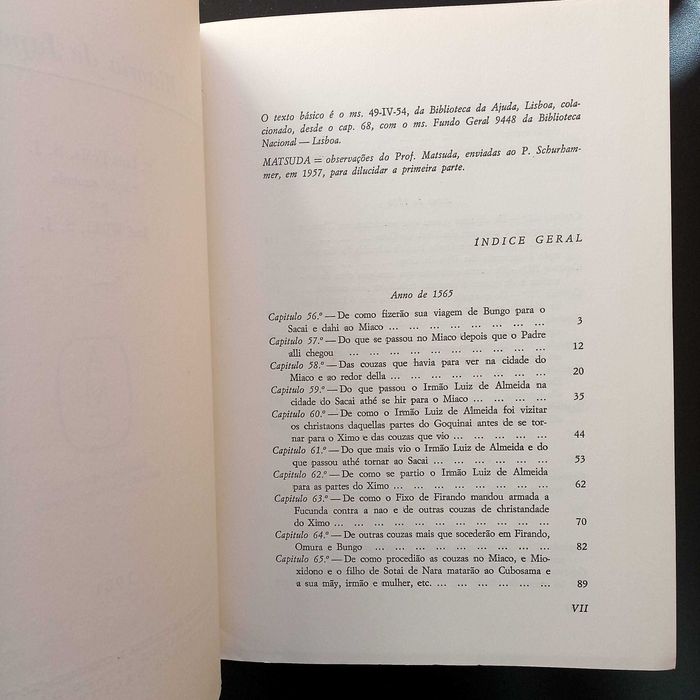 O texto básico é o ms. 49-IV-54, da Biblioteca da Ajuda, Lisboa, cola-
cionado, desde o cap. 68, com o ms. Fundo Geral 9448 da Biblioteca
Nacional — Lisboa.
MATSUDA = observações do Prof. Matsuda, enviadas ao P. Schurham-
mer, em 1957, para dilucidar a primeira parte.
ÍNDICE GERAL
Anno de 1565
Capitulo 56.º — De como fizerão sua viagem de Bungo para o
Sacai e dahi ao Miaco ... ... ... ... ... ... ... ... 3
Capitulo 57.º — Do que se passou no Miaco depois que o Padre
alli chegou ... ... ... ... ... ... ... ... ... ... 12
Capitulo 58.º — Das couzas que havia para ver na cidade do
Miaco e ao redor della ... ... ... ... ... ... ... ... 20
Capitulo 59.º — Do que passou o Irmão Luiz de Almeida na
cidade do Sacai athé se hir para o Miaco ... ... ... ... 35
Capitulo 60.º — De como o Irmão Luiz de Almeida foi vizitar
os christaons daquellas partes do Goquinai antes de se tor-
nar para o Ximo e das couzas que vio ... ... ... ... ... 44
Capitulo 61.º — Do que mais vio o Irmão Luiz de Almeida e do
que passou athé tornar ao Sacai ... ... ... ... ... ... 53
Capitulo 62.º — De como se partio o Irmão Luiz de Almeida
para as partes do Ximo ... ... ... ... ... ... ... ... 62
Capitulo 63.º — De como o Fixo de Firando mandou armada a
Fucunda contra a nao e de outras couzas de christandade
do Ximo ... ... ... ... ... ... ... ... ... ... ... 70
Capitulo 64.º — De outras couzas mais que socederão em Firando,
Omura e Bungo ... ... ... ... ... ... ... ... ... 82
Capitulo 65.º — De como procedião as couzas no Miaco, e Mio-
xidono e o filho de Sotai de Nara matarão ao Cubosama e
a sua mãy, irmão e mulher, etc. ... ... ... ... ... ... 89
VII